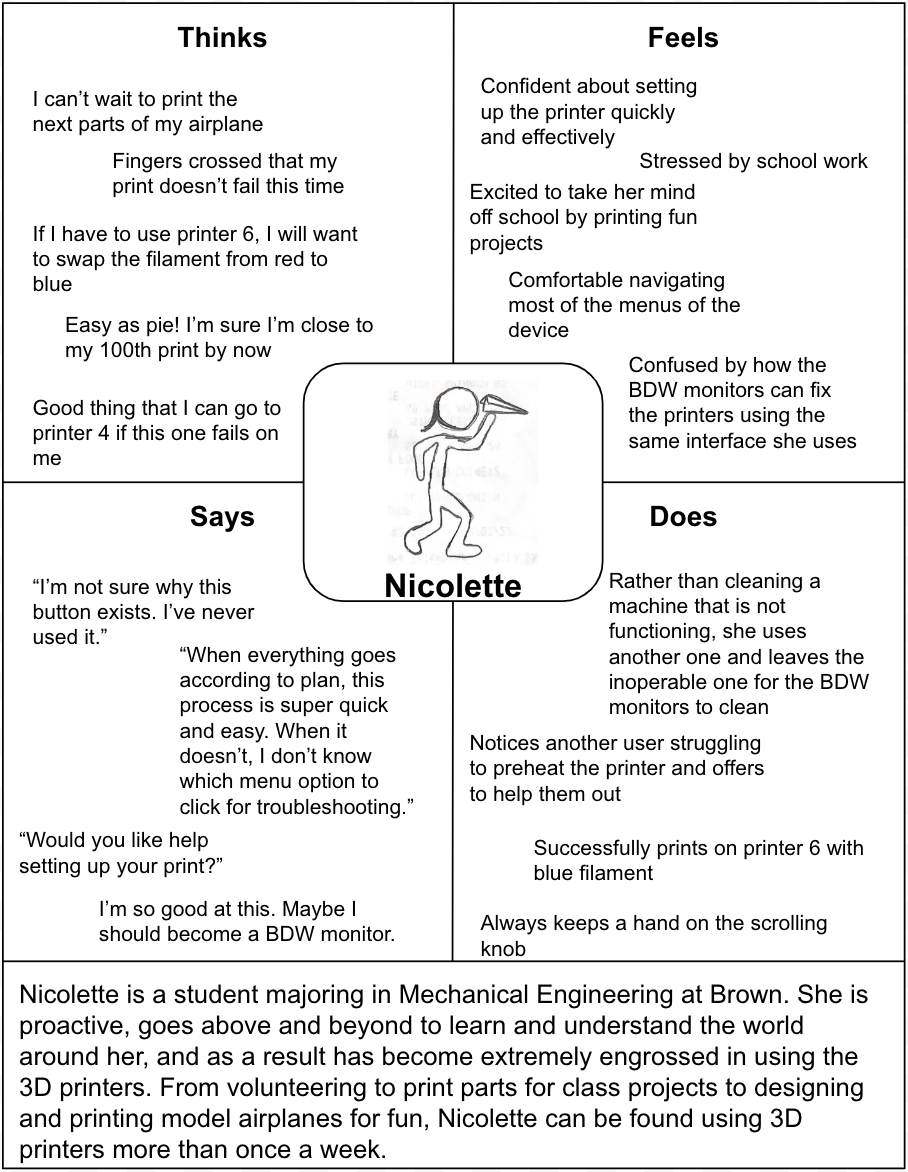 Thinks
I can’t wait to print the
next parts of my airplane
Fingers crossed that my
print doesn’t fail this time
If I have to use printer 6, I will want
to swap the filament from red to
blue
Easy as pie! I’m sure I’m close to
my 100th print by now
Good thing that I can go to
printer 4 if this one fails on
me
Feels
Confident about setting
up the printer quickly
and effectively
Stressed by school work
Excited to take her mind
off school by printing fun
projects
Comfortable navigating
most of the menus of the
device
Confused by how the
BDW monitors can fix
the printers using the
same interface she uses
Nicolette
Says
“I’m not sure why this
button exists. I’ve never
used it.”
“When everything goes
according to plan, this
process is super quick
and easy. When it
doesn’t, I don’t know
which menu option to
click for troubleshooting.”
“Would you like help
setting up your print?”
I’m so good at this. Maybe I
should become a BDW monitor.
Does
Rather than cleaning a
machine that is not
functioning, she uses
another one and leaves the
inoperable one for the BDW
monitors to clean
Notices another user struggling
to preheat the printer and offers
to help them out
Successfully prints on printer 6 with
blue filament
Always keeps a hand on the scrolling
knob
Nicolette is a student majoring in Mechanical Engineering at Brown. She is
proactive, goes above and beyond to learn and understand the world
around her, and as a result has become extremely engrossed in using the
3D printers. From volunteering to print parts for class projects to designing
and printing model airplanes for fun, Nicolette can be found using 3D
printers more than once a week.